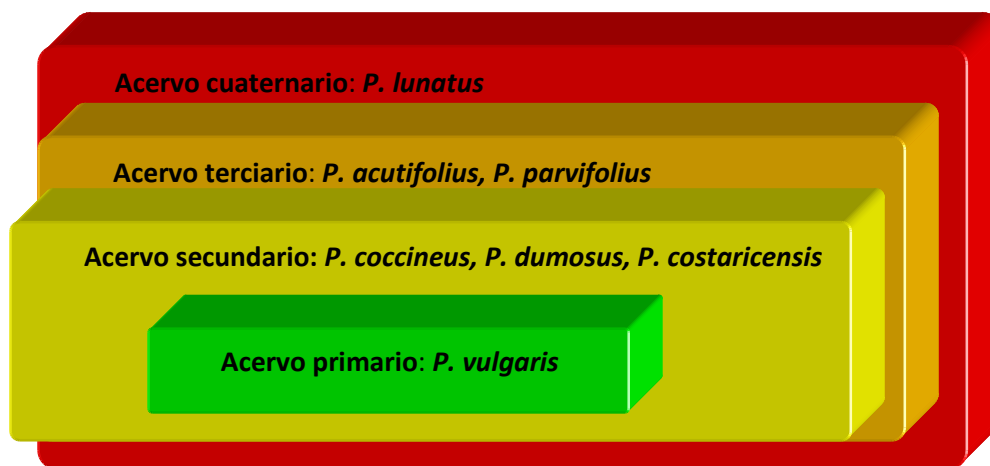 Acervo cuaternario: P. lunatus
Acervo terciario: P. acutifolius, P. parvifolius
Acervo secundario: P. coccineus, P. dumosus, P. costaricensis
Acervo primario: P. vulgaris